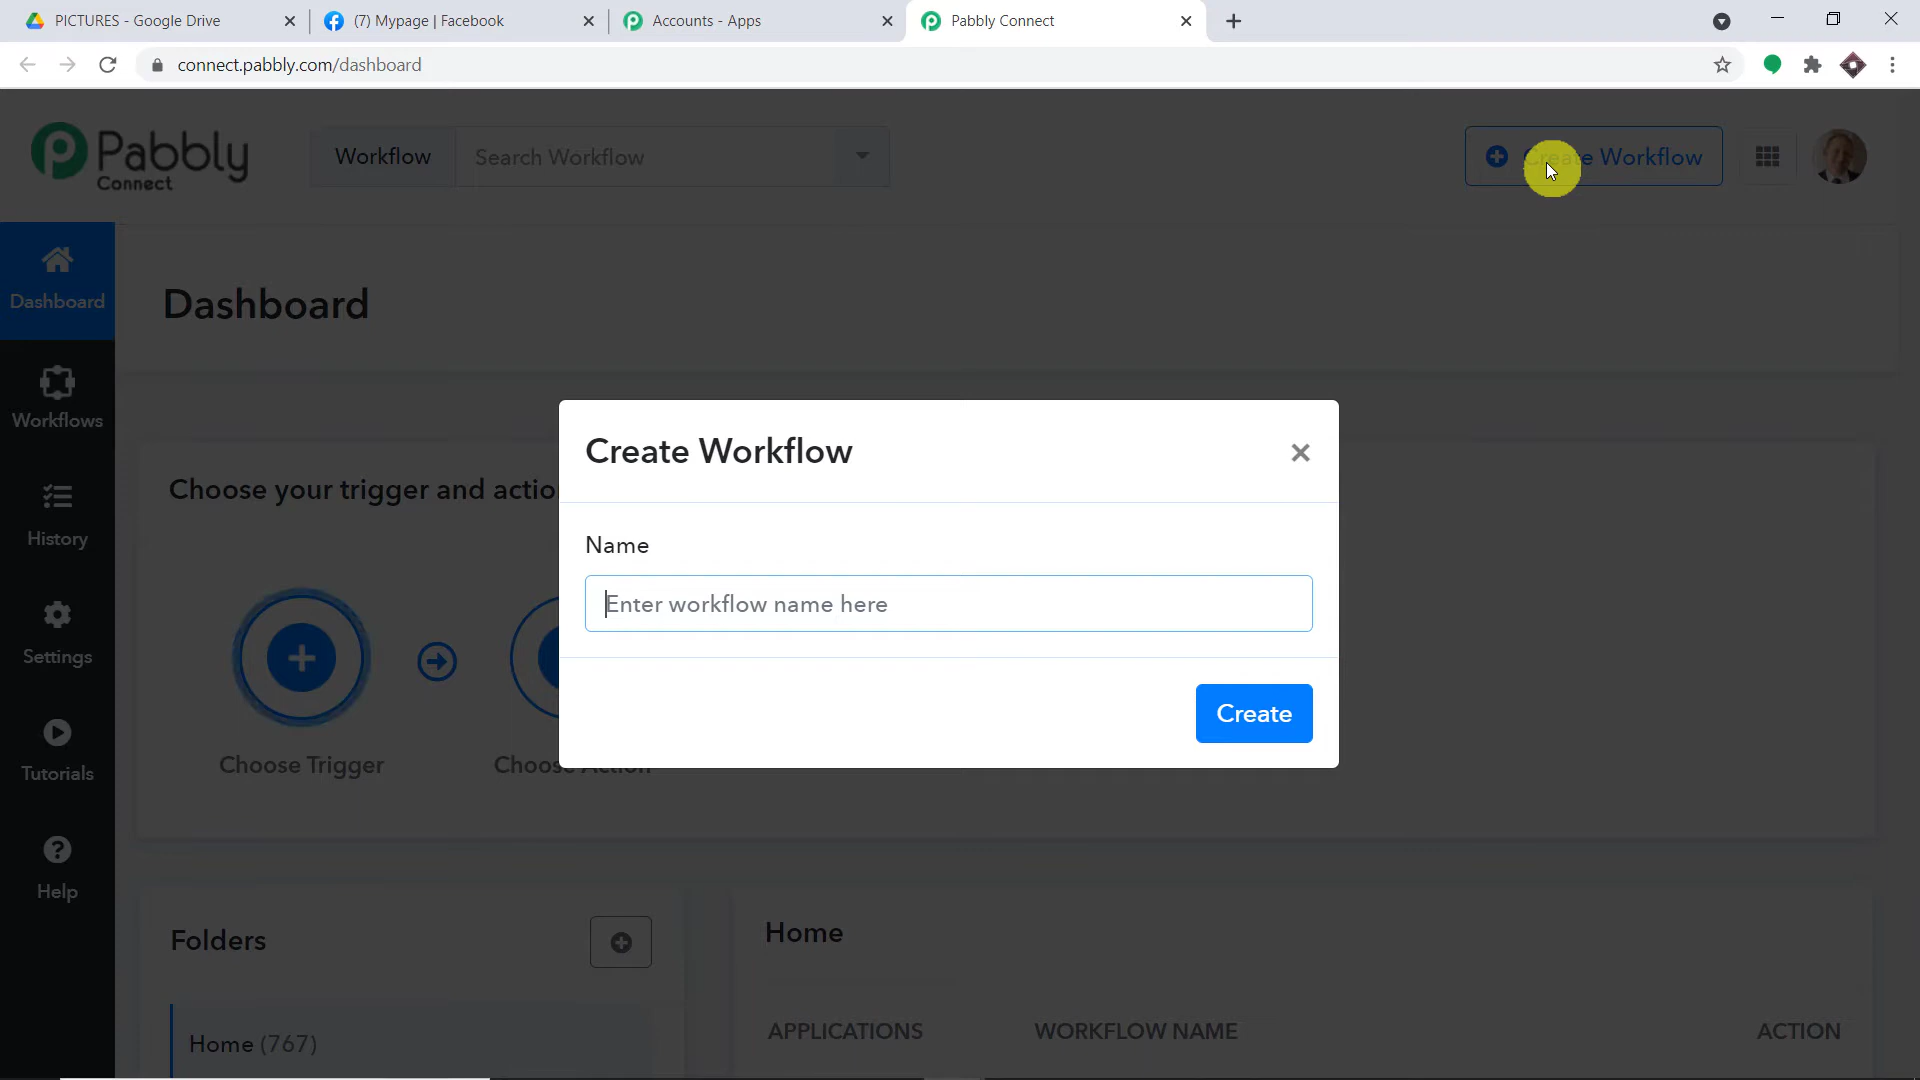 PICTURES - Google Drive
(7) Mypage | Facebook
Accounts - Apps
Pabbly Connect
connect.pabbly.com/dashboard
Pabbly
Connect
Workflow
Search Workflow
Create Workflow
Dashboard
Dashboard
Workflows
History
Settings
Tutorials
Help
Choose your trigger and actio
Choose Trigger
Choose Action
Create Workflow
Name
Enter workflow name here
Create
Folders
Home (767)
Home
APPLICATIONS
WORKFLOW NAME
ACTION